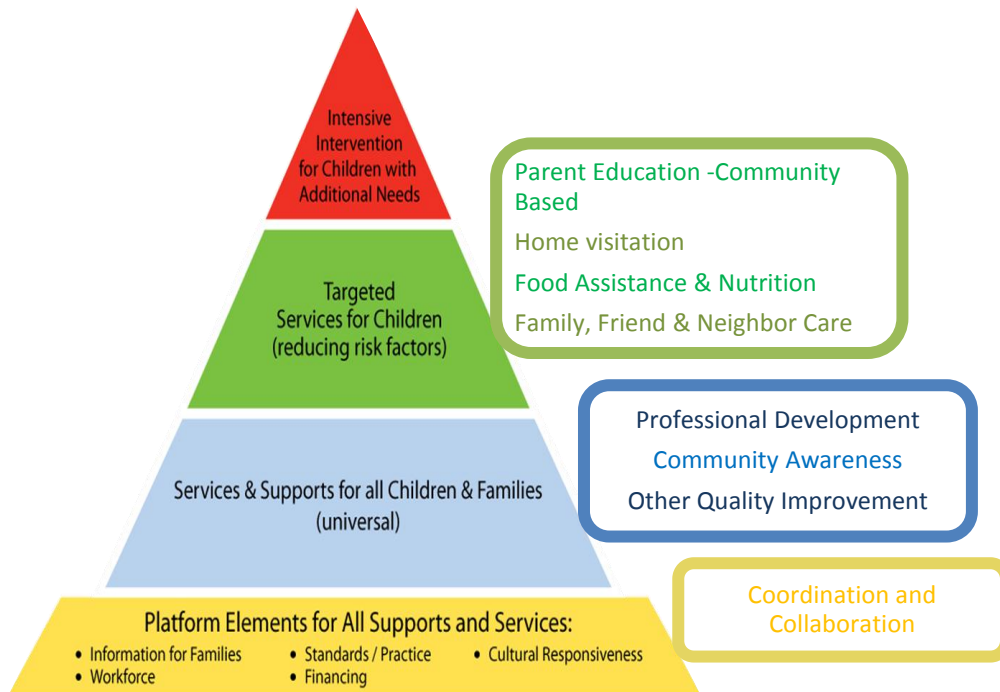 Intensive
Intervention
for Children with
Additional Needs
Parent Education -Community
Based
Home visitation
Food Assistance & Nutrition
Family, Friend & Neighbor Care
Targeted
Services for Children
(reducing risk factors)
Professional Development
Community Awareness
Other Quality Improvement
Services & Supports for all Children & Families
(universal)
Coordination and
Collaboration
Platform Elements for All Supports and Services:
• Information for Families • Standards / Practice • Cultural Responsiveness
• Workforce • Financing